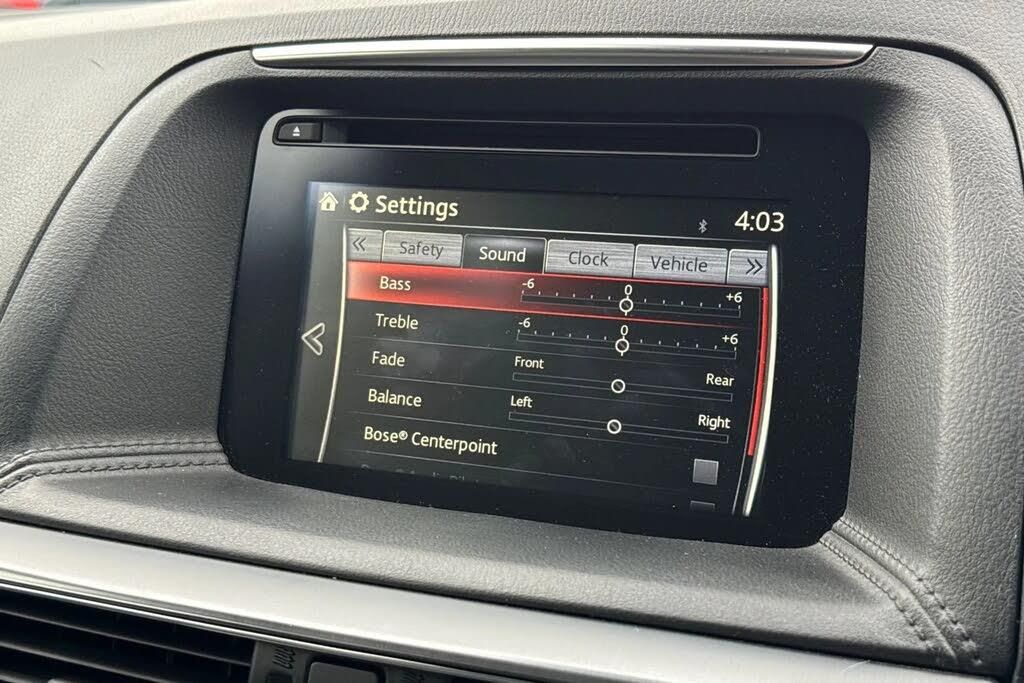 Settings
4:03
Safety Sound Clock Vehicle
Bass -6 0 +6
Treble -6 0 +6
Fade Front Rear
Balance Left Right
Bose® Centerpoint